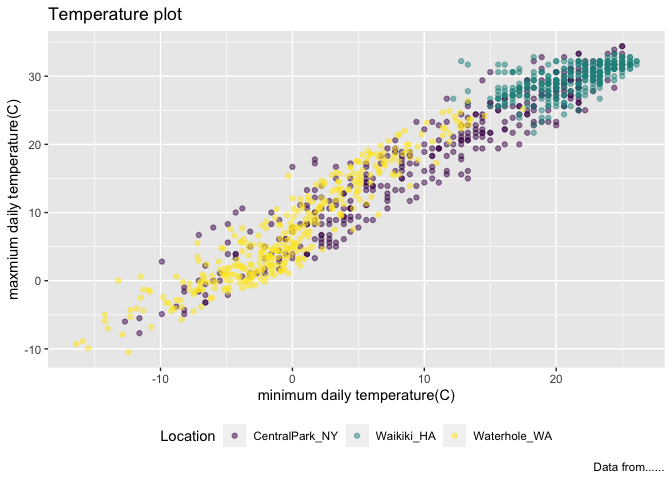 Temperature plot
maxmium daily temperature(C)
30
20
10
0
-10
-10 0 10 20
minimum daily temperature(C)
Location CentralPark_NY Waikiki_HA Waterhole_WA
Data from......